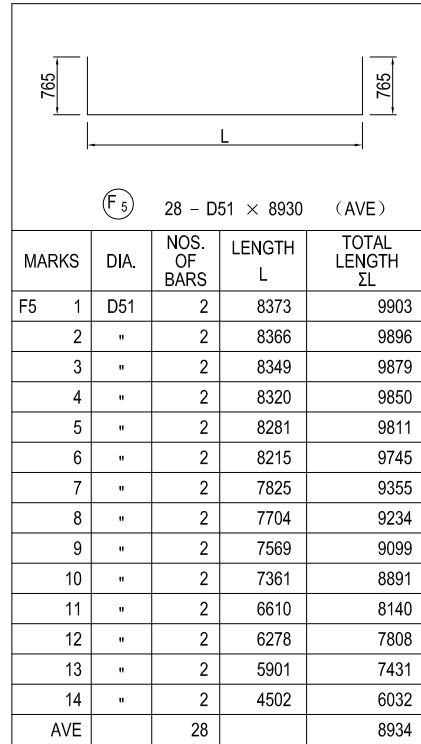 765
765
L
F 5 28 – D51 × 8930 （AVE）
MARKS DIA. NOS. OF BARS LENGTH L TOTAL LENGTH ΣL
F5 1 D51 2 8373 9903
2 " 2 8366 9896
3 " 2 8349 9879
4 " 2 8320 9850
5 " 2 8281 9811
6 " 2 8215 9745
7 " 2 7825 9355
8 " 2 7704 9234
9 " 2 7569 9099
10 " 2 7361 8891
11 " 2 6610 8140
12 " 2 6278 7808
13 " 2 5901 7431
14 " 2 4502 6032
AVE 28 8934